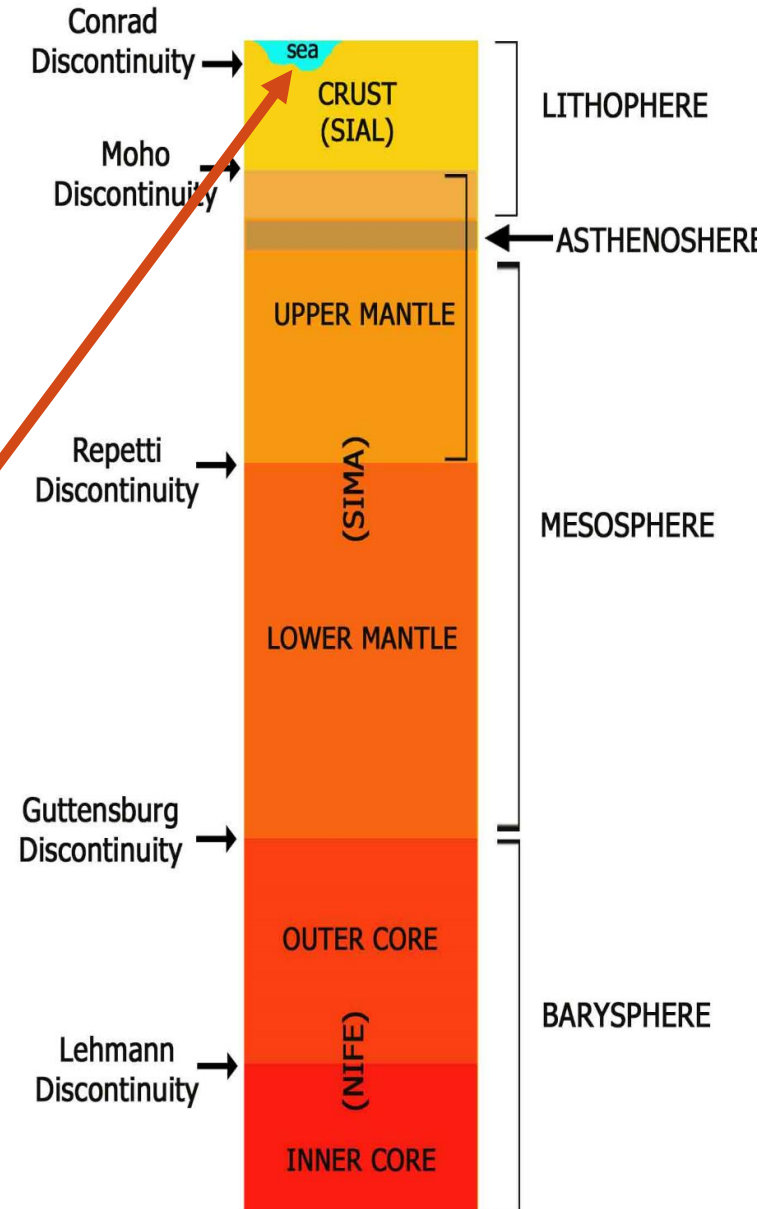 Conrad
Discontinuity
sea
CRUST
(SIAL)
LITHOPHERE
Moho
Discontinuity
ASTHENOSHERE
UPPER MANTLE
Repetti
Discontinuity
(SIMA)
MESOSPHERE
LOWER MANTLE
Guttensburg
Discontinuity
OUTER CORE
BARYSPHERE
Lehmann
Discontinuity
(NIFE)
INNER CORE